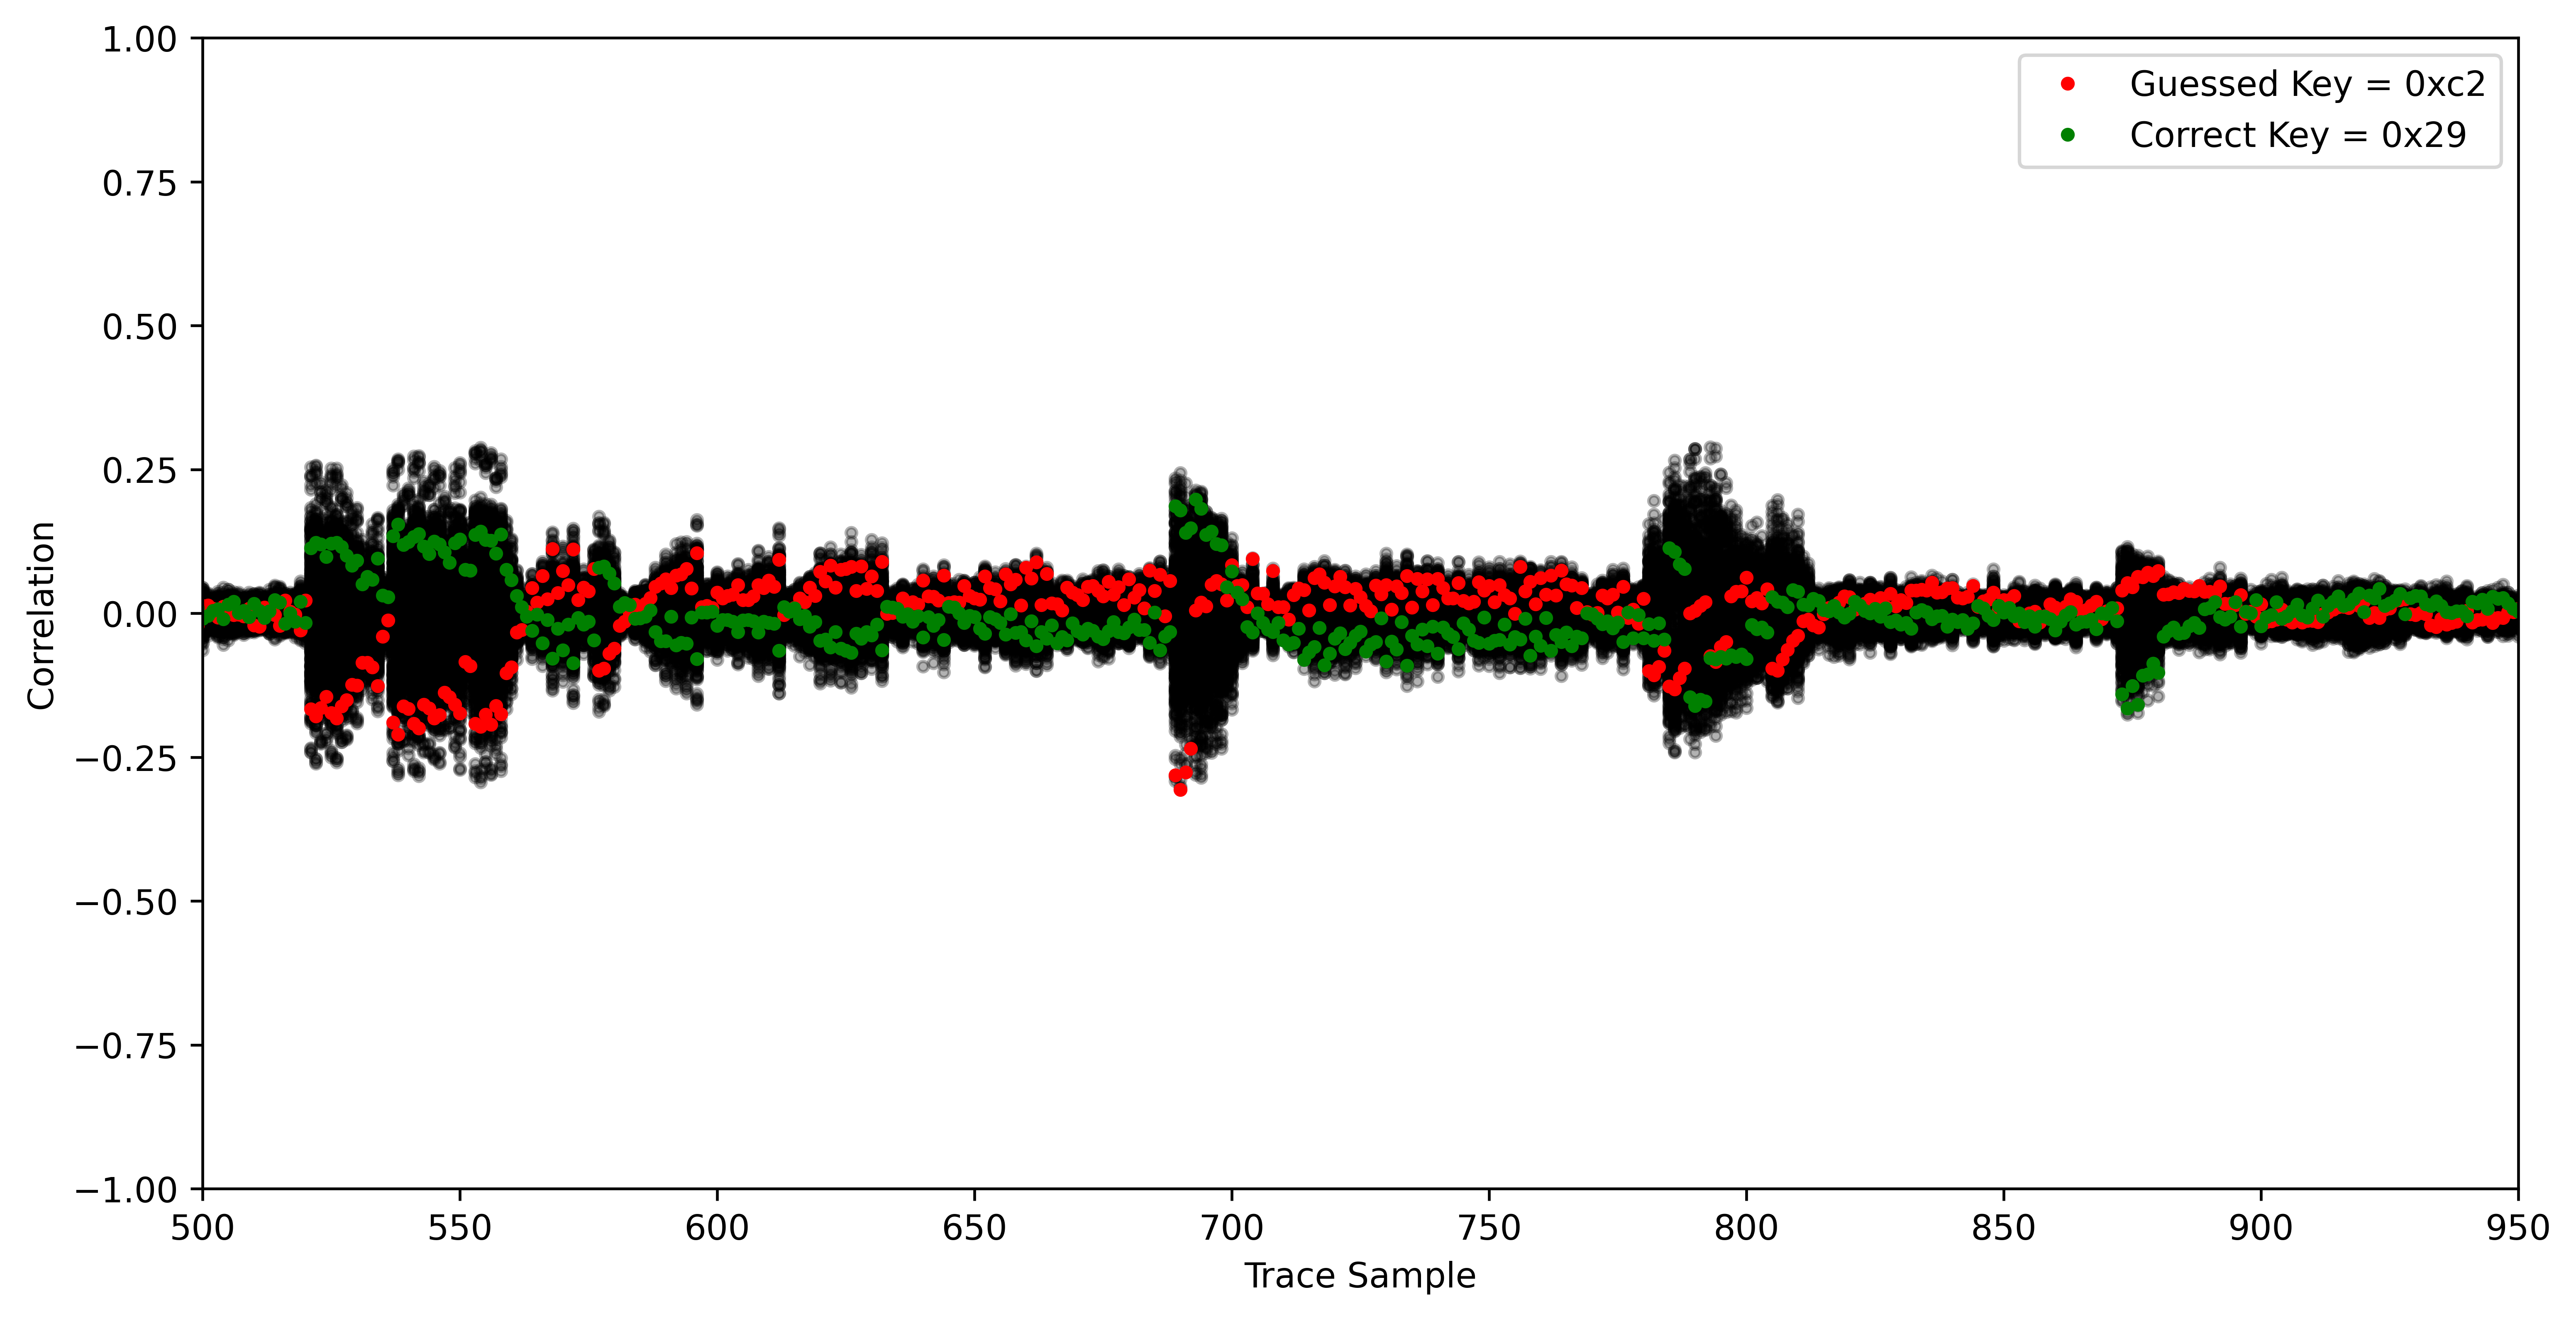 1.00
0.75
0.50
0.25
0.00
−0.25
−0.50
−0.75
−1.00
Correlation
Guessed Key = 0xc2
Correct Key = 0x29
500 550 600 650 700 750 800 850 900 950
Trace Sample